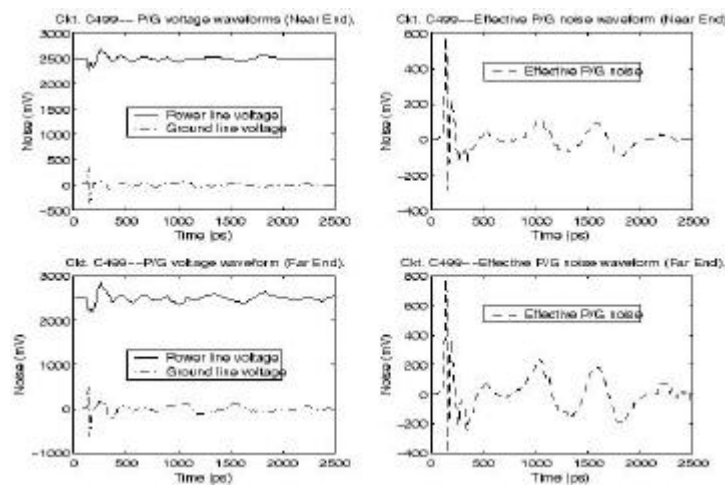 Ckt. C499-- P/G voltage waveforms (Near End).
3000
2500
2000
1500
1000
500
0
-500
Noise (mV)
Power line voltage
Ground line voltage
0
500
1000
1500
2000
2500
Time (ps)
Ckt. C499--Effective P/G noise waveform (Near End)
600
400
200
0
-200
-400
Noise (mV)
Effective P/G noise
0
500
1000
1500
2000
2500
Time (ps)
Ckt. C499--P/G voltage waveform (Far End).
3000
2000
1000
0
-1000
Noise (mV)
Power line voltage
Ground line voltage
0
500
1000
1500
2000
2500
Time (ps)
Ckt. C499--Effective P/G noise waveform (Far End).
800
600
400
200
0
-200
-400
Noise (mV)
Effective P/G noise
0
500
1000
1500
2000
2500
Time (ps)